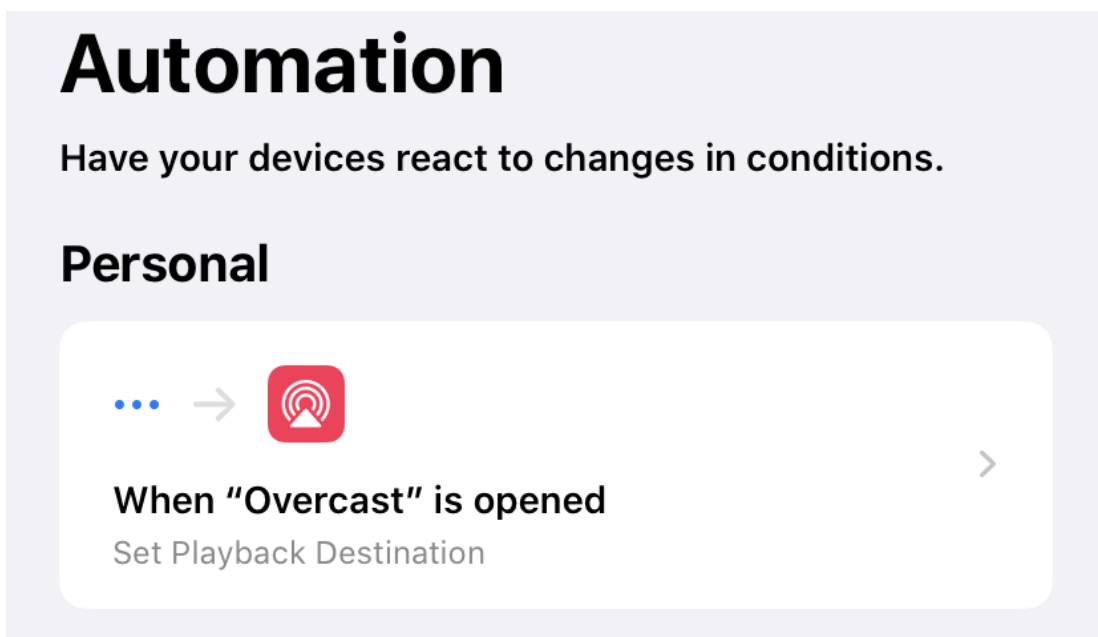 Automation
Have your devices react to changes in conditions.
Personal
When “Overcast” is opened
Set Playback Destination